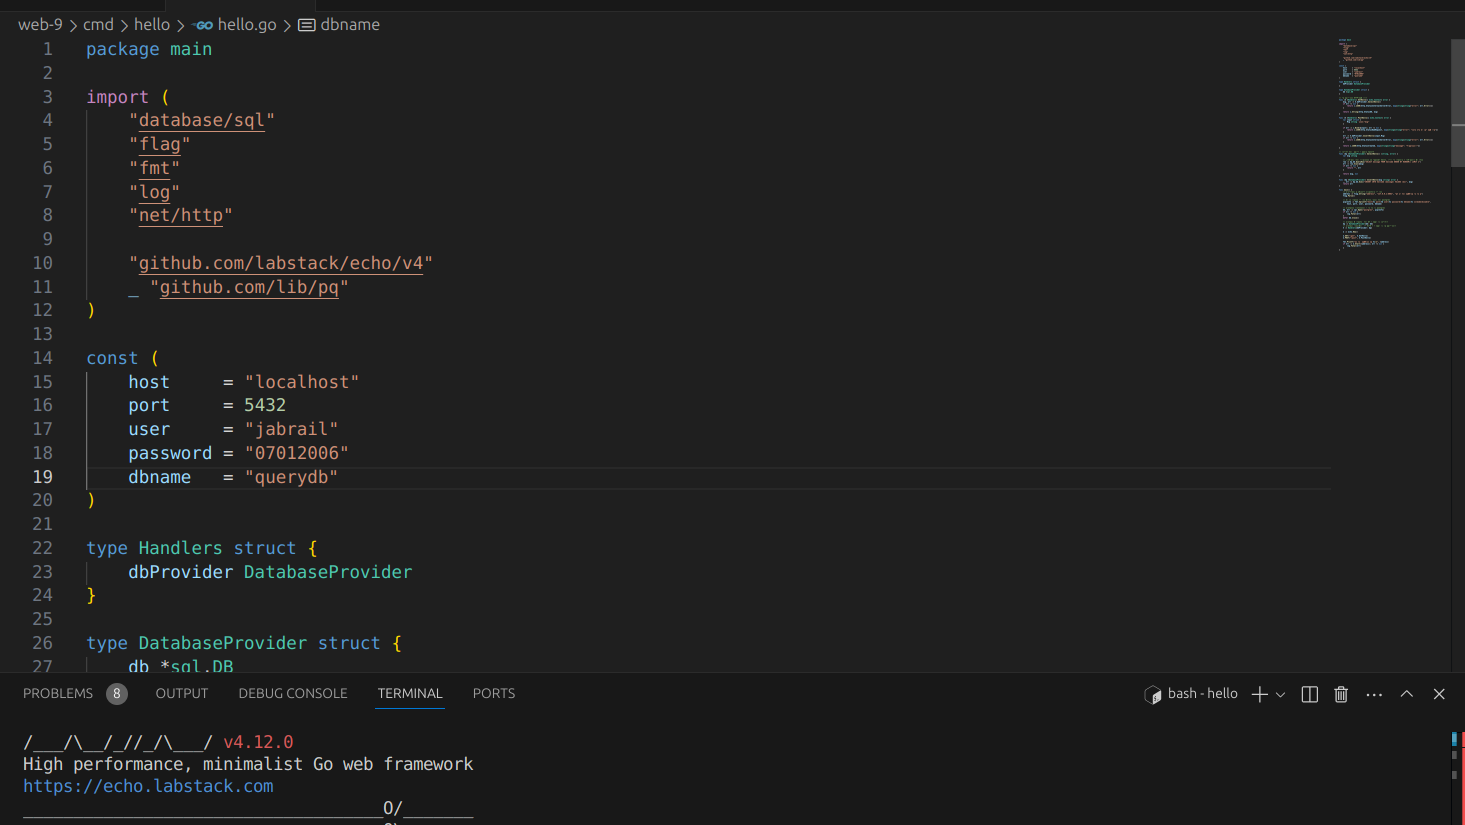 web-9 > cmd > hello > GO hello.go > dbname
1 package main
2
3 import (
4 "database/sql"
5 "flag"
6 "fmt"
7 "log"
8 "net/http"
9
10 "github.com/labstack/echo/v4"
11 _ "github.com/lib/pq"
12 )
13
14 const (
15 host = "localhost"
16 port = 5432
17 user = "jabrail"
18 password = "07012006"
19 dbname = "querydb"
20 )
21
22 type Handlers struct {
23 dbProvider DatabaseProvider
24 }
25
26 type DatabaseProvider struct {
27 db *sql.DB
PROBLEMS 8 OUTPUT DEBUG CONSOLE TERMINAL PORTS bash - hello
/___/\__/_//_/\___/ v4.12.0
High performance, minimalist Go web framework
https://echo.labstack.com
____________________________________O/_______